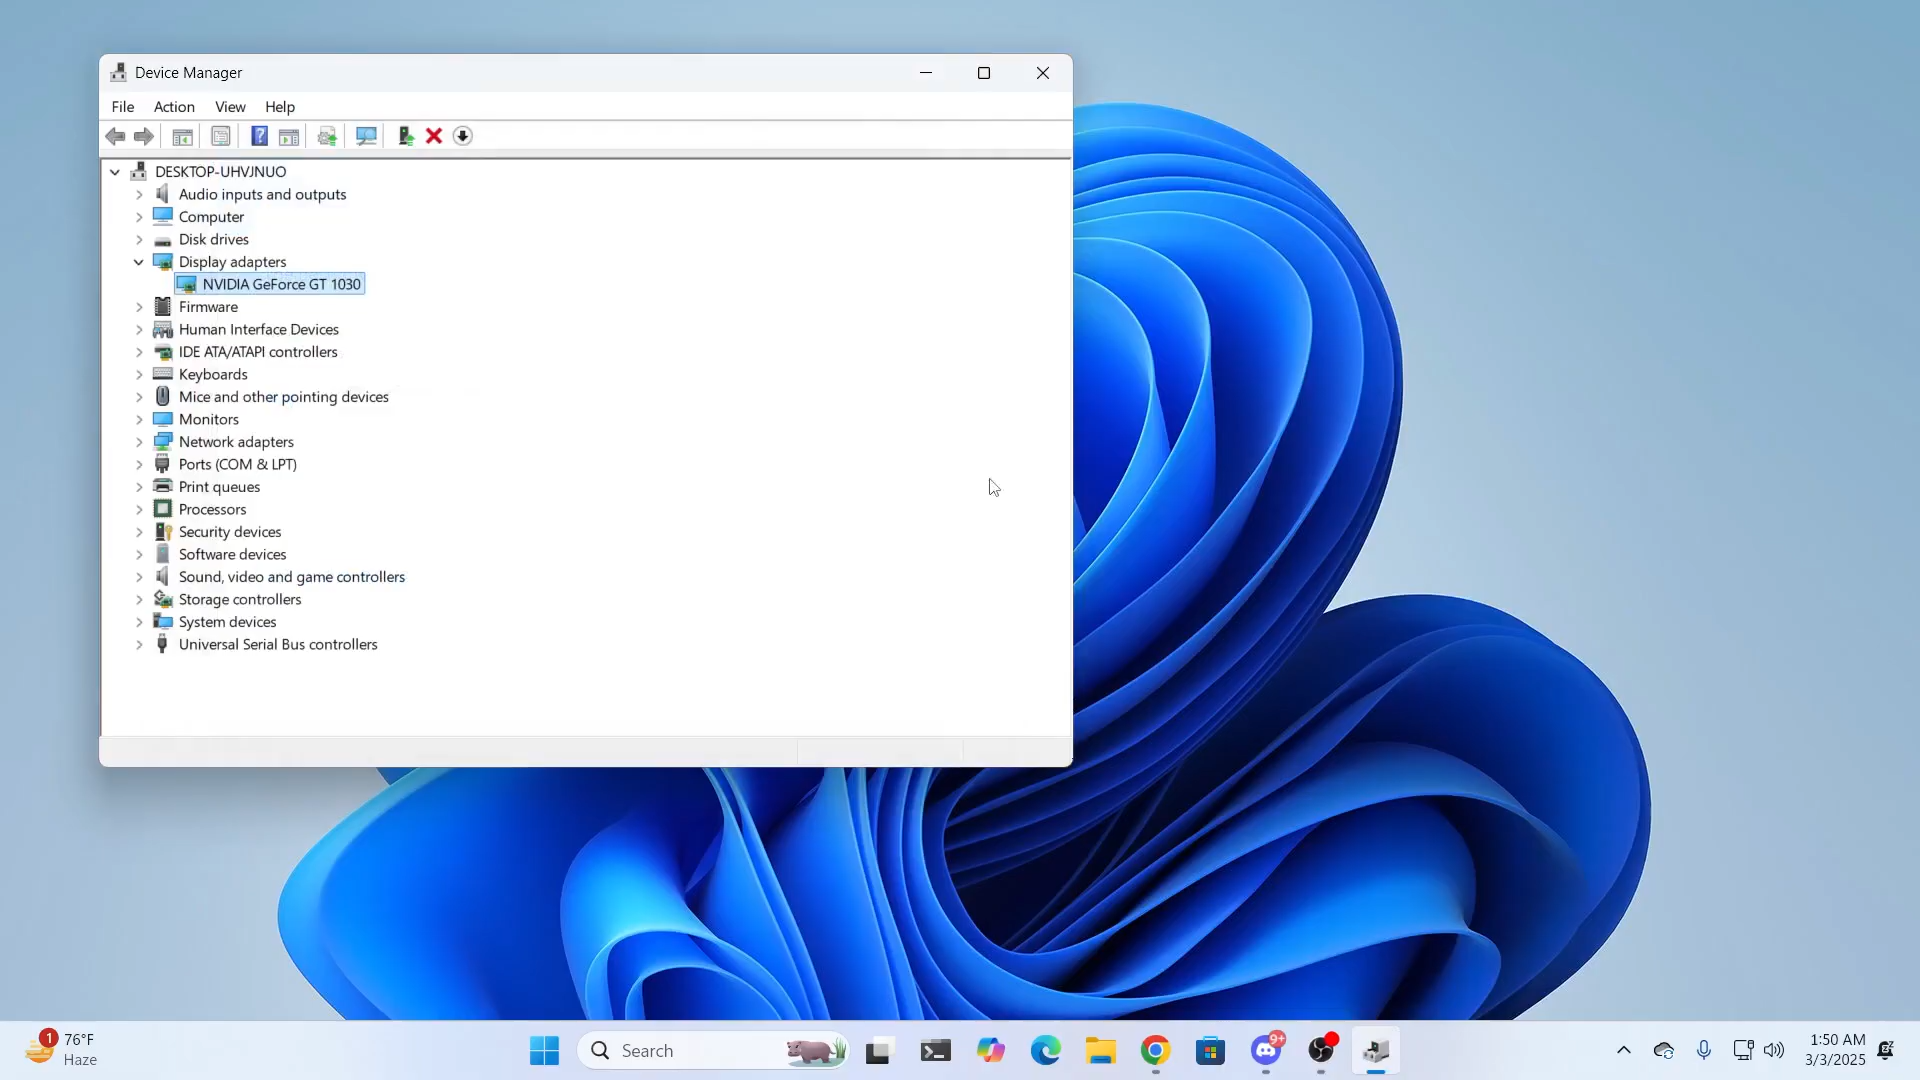 Device Manager
File Action View Help
DESKTOP-UHVJNUO
Audio inputs and outputs
Computer
Disk drives
Display adapters
NVIDIA GeForce GT 1030
Firmware
Human Interface Devices
IDE ATA/ATAPI controllers
Keyboards
Mice and other pointing devices
Monitors
Network adapters
Ports (COM & LPT)
Print queues
Processors
Security devices
Software devices
Sound, video and game controllers
Storage controllers
System devices
Universal Serial Bus controllers
1
76°F
Haze
Search
9+
1:50 AM
3/3/2025